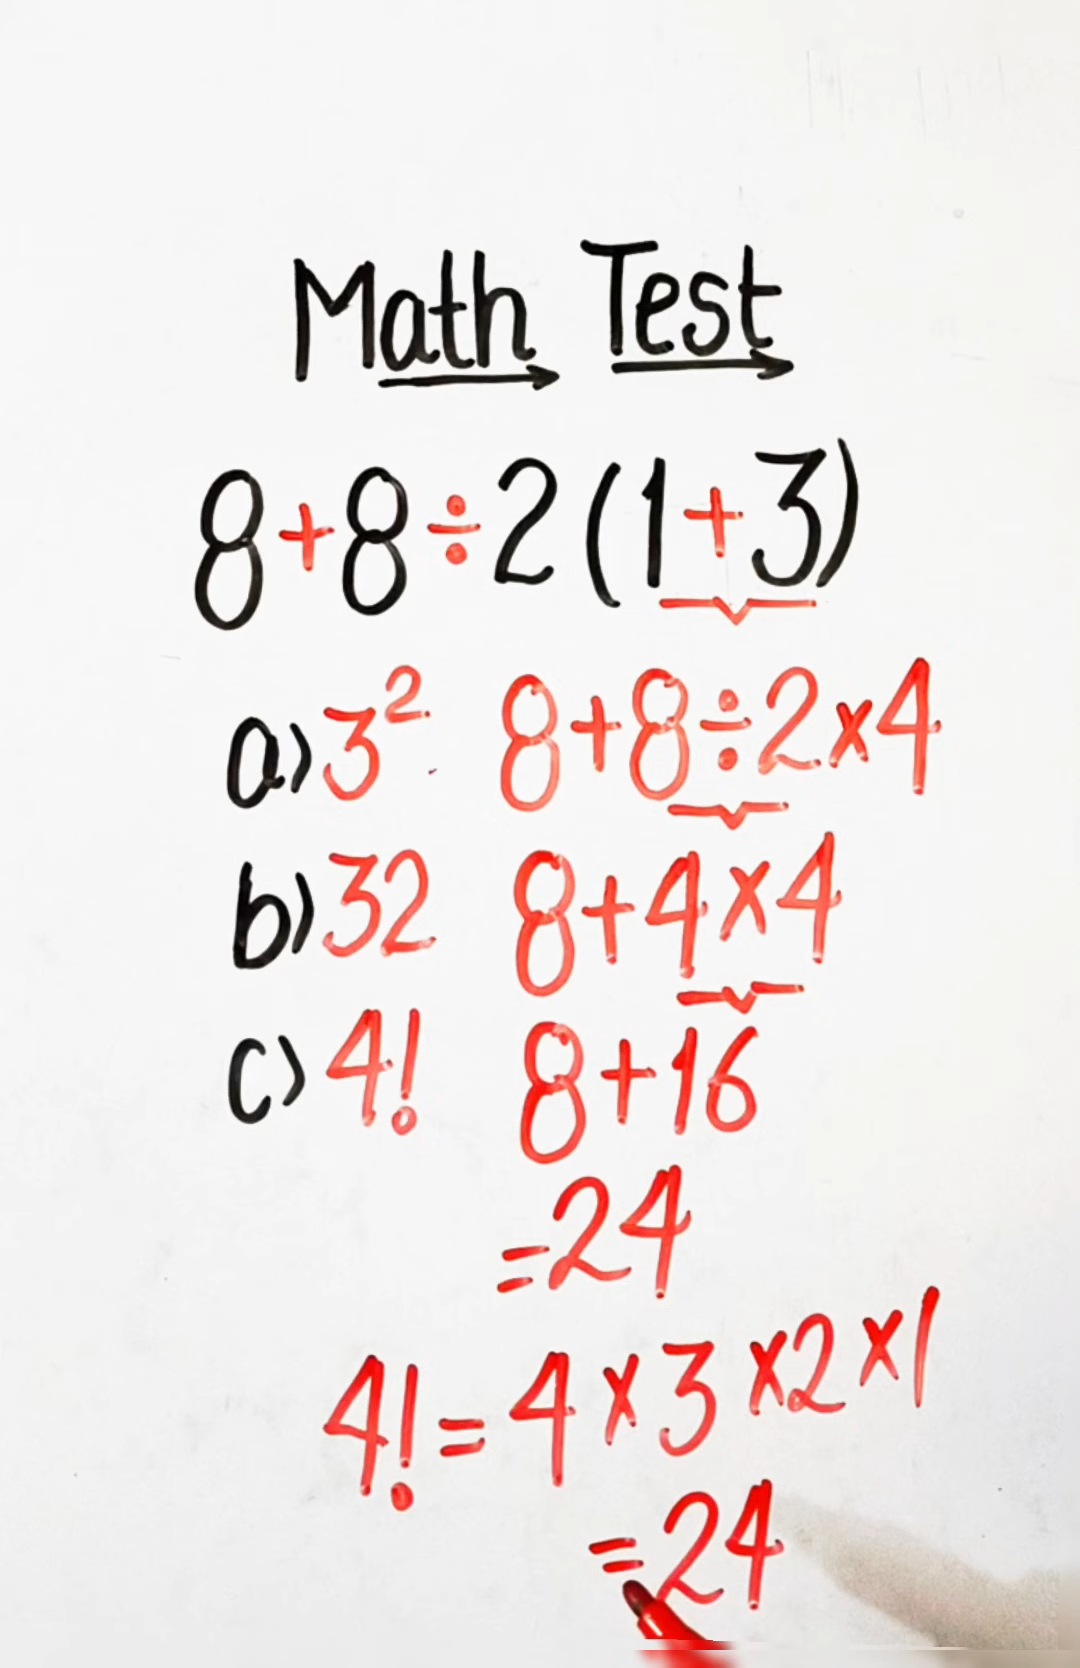 Math Test
8+8÷2(1+3)
a) 3² 8+8÷2×4
b) 32 8+4×4
c) 4! 8+16
=24
4!=4×3×2×1
=24